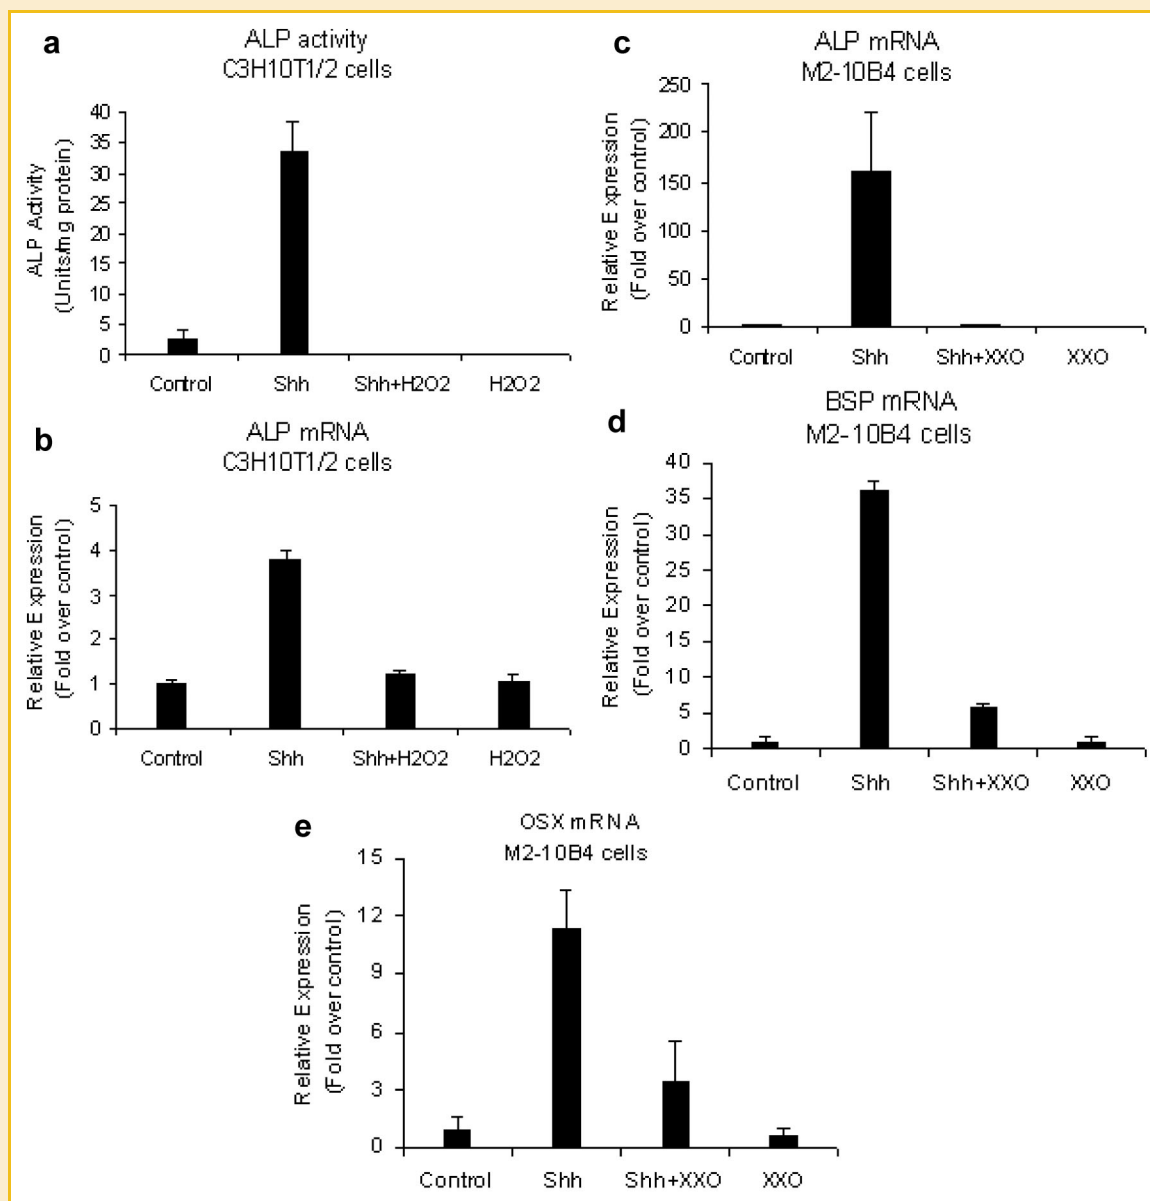 a
ALP activity
C3H10T1/2 cells
ALP Activity
(Units/mg protein)
40
35
30
25
20
15
10
5
0
Control Shh Shh+H2O2 H2O2
b
ALP mRNA
C3H10T1/2 cells
Relative Expression
(Fold over control)
5
4
3
2
1
0
Control Shh Shh+H2O2 H2O2
c
ALP mRNA
M2-10B4 cells
Relative Expression
(Fold over control)
250
200
150
100
50
0
Control Shh Shh+XXO XXO
d
BSP mRNA
M2-10B4 cells
Relative Expression
(Fold over control)
40
35
30
25
20
15
10
5
0
Control Shh Shh+XXO XXO
e
OSX mRNA
M2-10B4 cells
Relative Expression
(Fold over control)
15
12
9
6
3
0
Control Shh Shh+XXO XXO